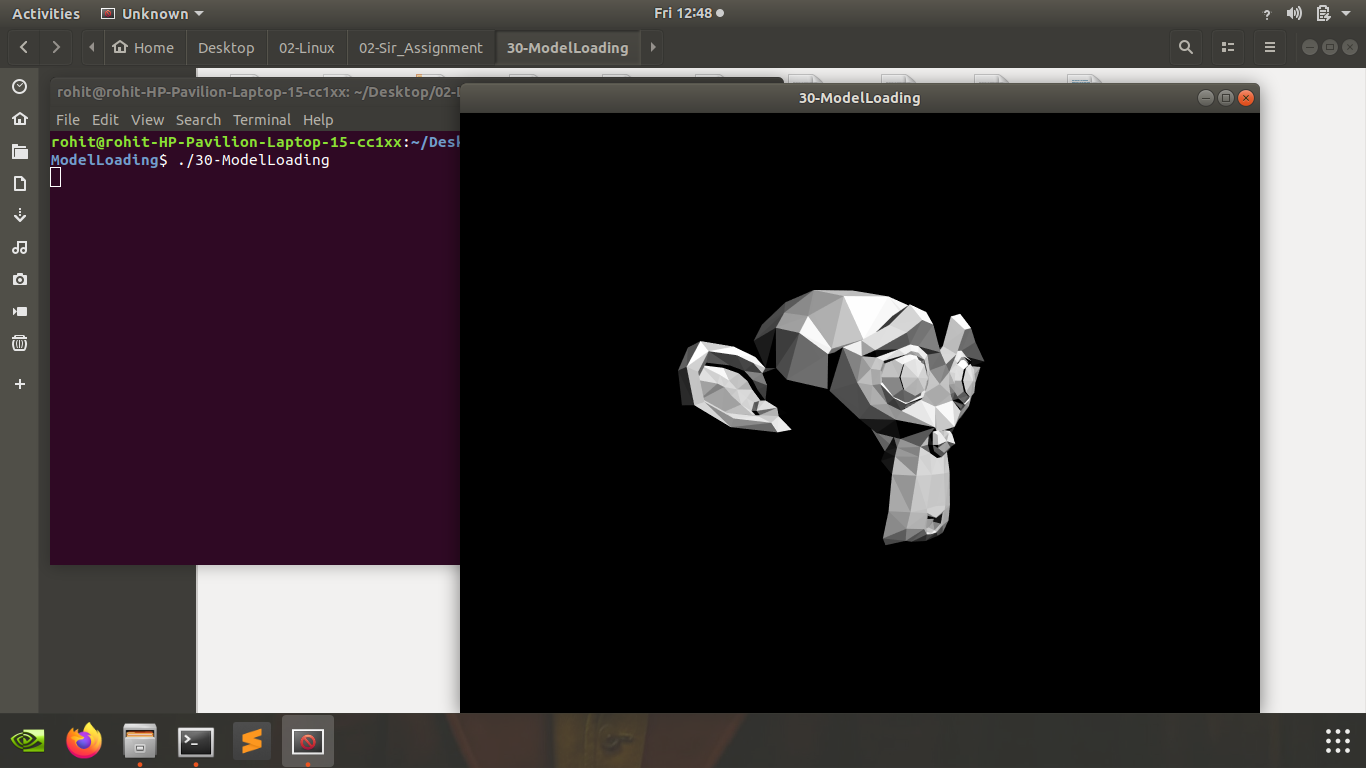 Activities Unknown Fri 12:48
Home Desktop 02-Linux 02-Sir_Assignment 30-ModelLoading
rohit@rohit-HP-Pavilion-Laptop-15-cc1xx: ~/Desktop/02-L
30-ModelLoading
File Edit View Search Terminal Help
rohit@rohit-HP-Pavilion-Laptop-15-cc1xx:~/Desk
ModelLoading$ ./30-ModelLoading